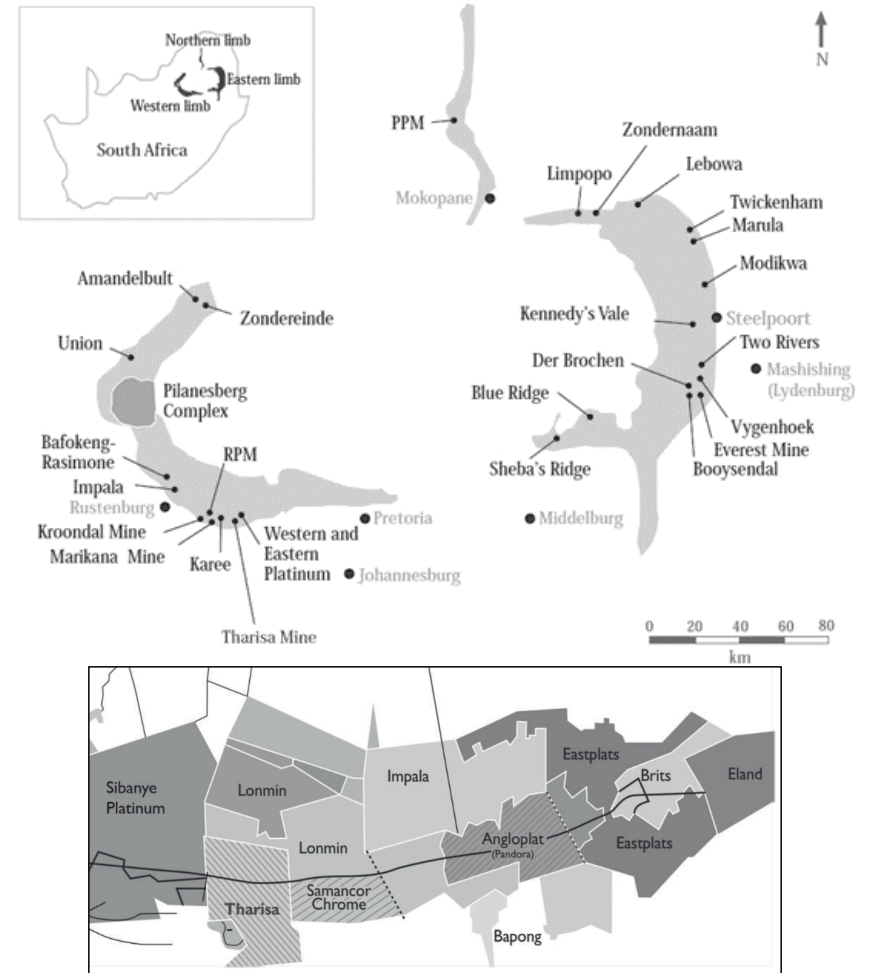 Northern limb
Eastern limb
Western limb
South Africa
N
PPM
Mokopane
Zondernaam
Limpopo
Lebowa
Twickenham
Marula
Modikwa
Kennedy's Vale
Steelpoort
Two Rivers
Der Brochen
Mashishing
(Lydenburg)
Blue Ridge
Vygenhoek
Everest Mine
Sheba's Ridge
Booysendal
Middelburg
Amandelbult
Zondereinde
Union
Pilanesberg
Complex
Bafokeng-
Rasimone
RPM
Impala
Rustenburg
Kroondal Mine
Marikana Mine
Karee
Western and
Eastern
Platinum
Pretoria
Johannesburg
Tharisa Mine
0 20 40 60 80
km
Sibanye
Platinum
Lonmin
Impala
Eastplats
Brits
Eland
Lonmin
Angloplat
(Pandora)
Eastplats
Samancor
Chrome
Tharisa
Bapong